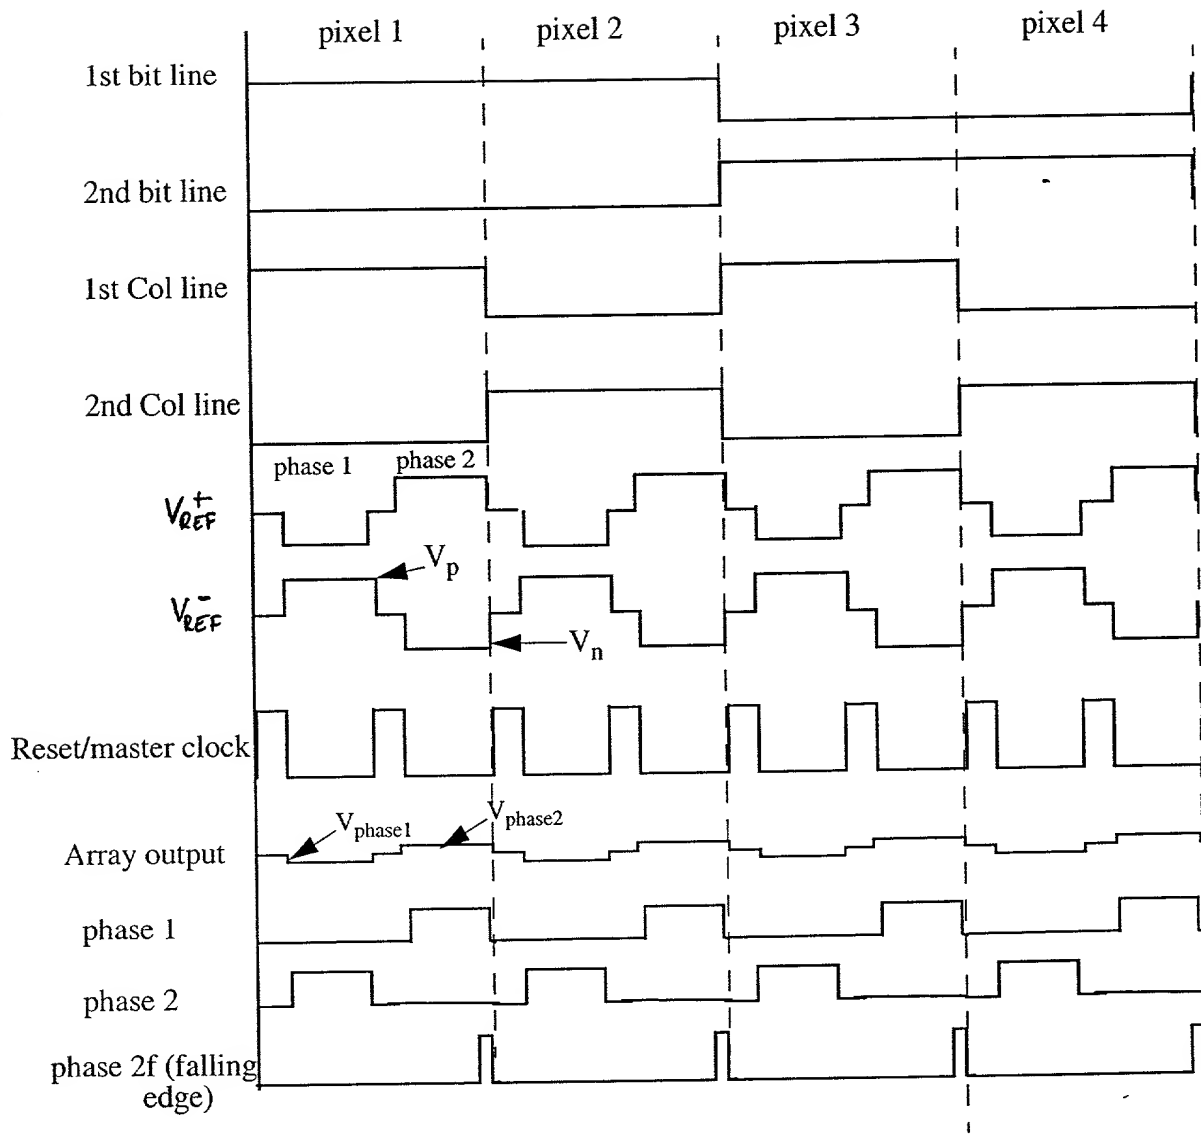 pixel 1 pixel 2 pixel 3 pixel 4
1st bit line
2nd bit line
1st Col line
2nd Col line
phase 1 phase 2
V_REF^+
V_p
V_REF^-
V_n
Reset/master clock
V_phase1 V_phase2
Array output
phase 1
phase 2
phase 2f (falling
edge)